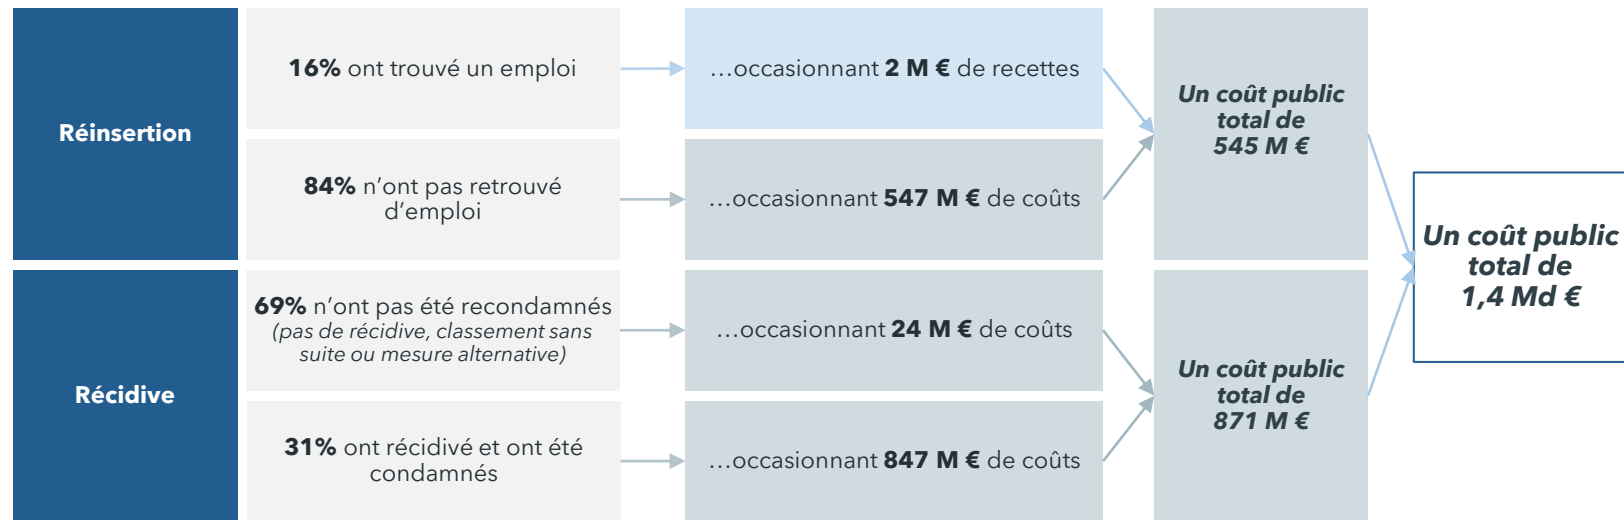 Réinsertion
16% ont trouvé un emploi
…occasionnant 2 M € de recettes
84% n'ont pas retrouvé
d'emploi
…occasionnant 547 M € de coûts
Un coût public
total de
545 M €
Récidive
69% n'ont pas été recondamnés
(pas de récidive, classement sans
suite ou mesure alternative)
…occasionnant 24 M € de coûts
31% ont récidivé et ont été
condamnés
…occasionnant 847 M € de coûts
Un coût public
total de
871 M €
Un coût public
total de
1,4 Md €